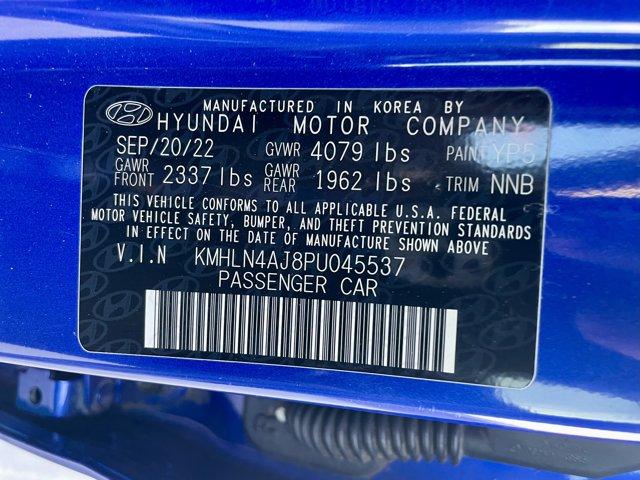 MANUFACTURED IN KOREA BY
HYUNDAI MOTOR COMPANY
SEP/20/22 GVWR 4079 lbs PAINT YP5
GAWR FRONT 2337 lbs GAWR REAR 1962 lbs TRIM NNB
THIS VEHICLE CONFORMS TO ALL APPLICABLE U.S.A. FEDERAL
MOTOR VEHICLE SAFETY, BUMPER, AND THEFT PREVENTION STANDARDS
IN EFFECT ON THE DATE OF MANUFACTURE SHOWN ABOVE
V.I.N KMHLN4AJ8PU045537
PASSENGER CAR